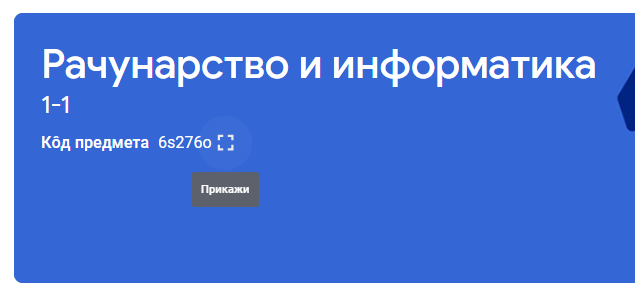 Рачунарство и информатика
1-1
Кôд предмета 6s276o
Прикажи